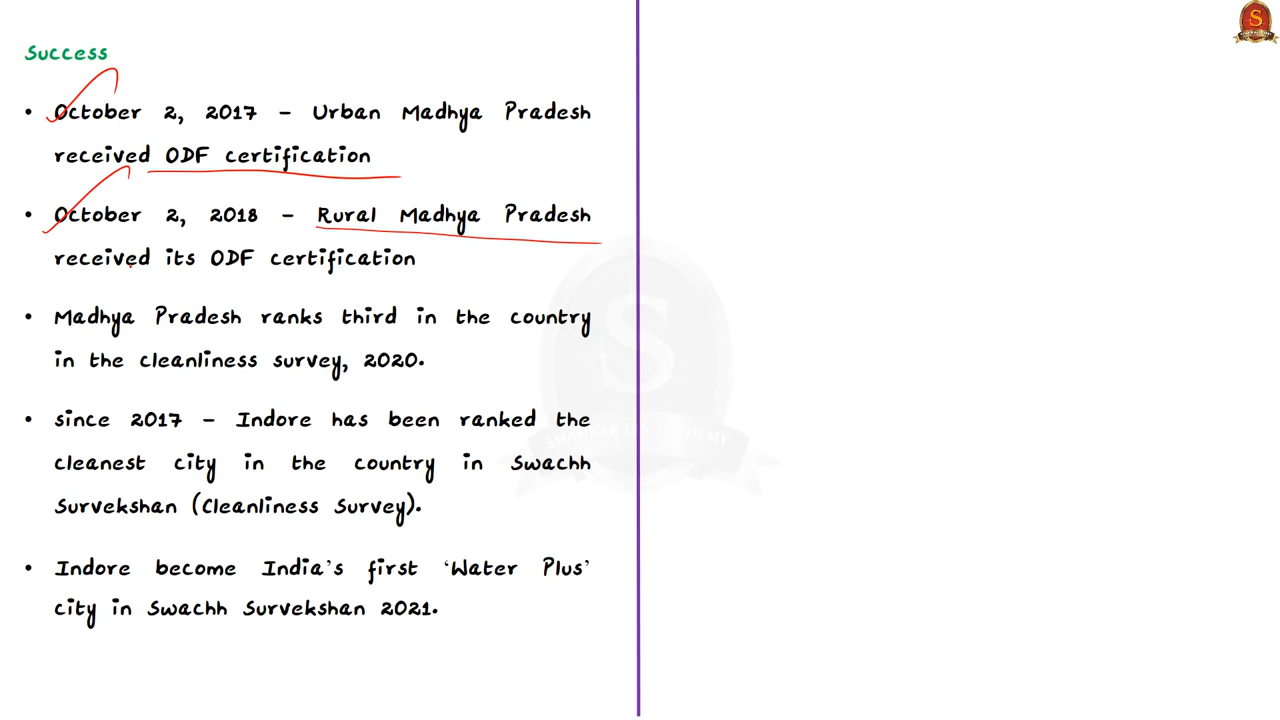 Success
• October 2, 2017 – Urban Madhya Pradesh
received ODF certification
• October 2, 2018 – Rural Madhya Pradesh
received its ODF certification
• Madhya Pradesh ranks third in the country
in the cleanliness survey, 2020.
• since 2017 – Indore has been ranked the
cleanest city in the country in Swachh
Survekshan (Cleanliness Survey).
• Indore become India's first ‘Water Plus’
city in Swachh Survekshan 2021.
S
SHANKAR IAS ACADEMY
S